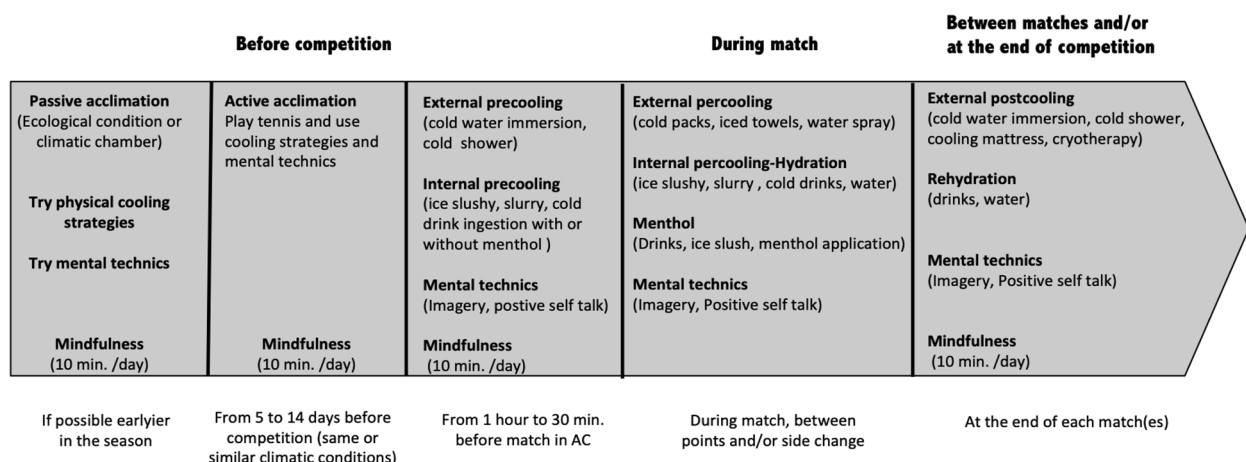 Before competition
During match
Between matches and/or
at the end of competition
Passive acclimation
(Ecological condition or
climatic chamber)
Try physical cooling
strategies
Try mental technics
Mindfulness
(10 min. /day)
Active acclimation
Play tennis and use
cooling strategies and
mental technics
Mindfulness
(10 min. /day)
External precooling
(cold water immersion,
cold shower)
Internal precooling
(ice slushy, slurry, cold
drink ingestion with or
without menthol )
Mental technics
(Imagery, postive self talk)
Mindfulness
(10 min. /day)
External percooling
(cold packs, iced towels, water spray)
Internal percooling-Hydration
(ice slushy, slurry , cold drinks, water)
Menthol
(Drinks, ice slush, menthol application)
Mental technics
(Imagery, Positive self talk)
External postcooling
(cold water immersion, cold shower,
cooling mattress, cryotherapy)
Rehydration
(drinks, water)
Mental technics
(Imagery, Positive self talk)
Mindfulness
(10 min. /day)
If possible earlyier
in the season
From 5 to 14 days before
competition (same or
similar climatic conditions)
From 1 hour to 30 min.
before match in AC
During match, between
points and/or side change
At the end of each match(es)